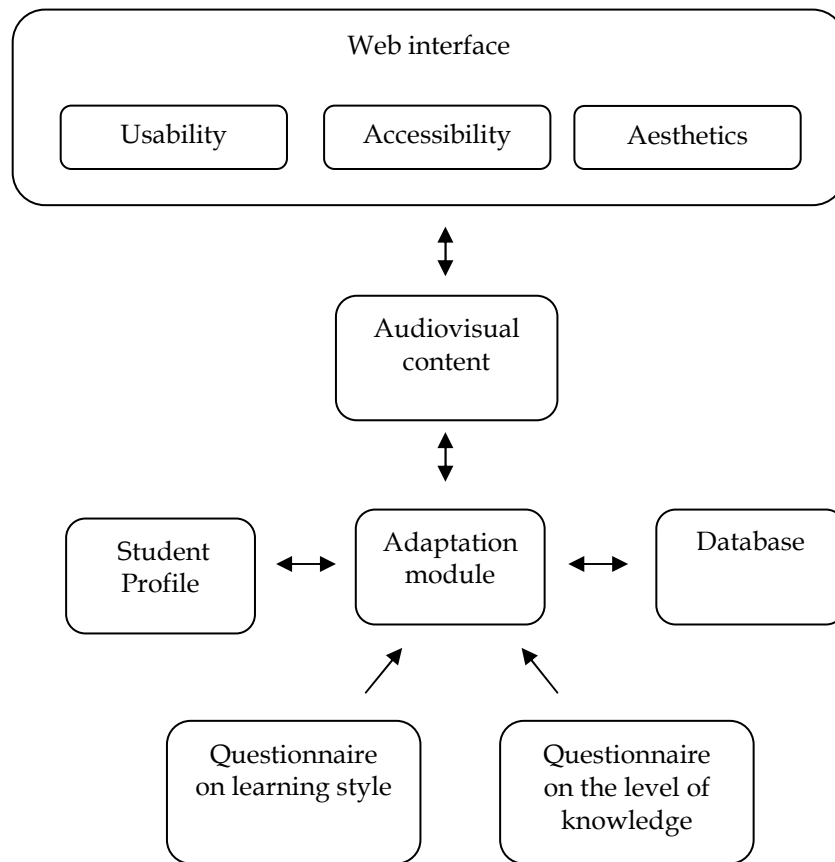 Web interface
Usability
Accessibility
Aesthetics
Audiovisual
content
Student
Profile
Adaptation
module
Database
Questionnaire
on learning style
Questionnaire
on the level of
knowledge